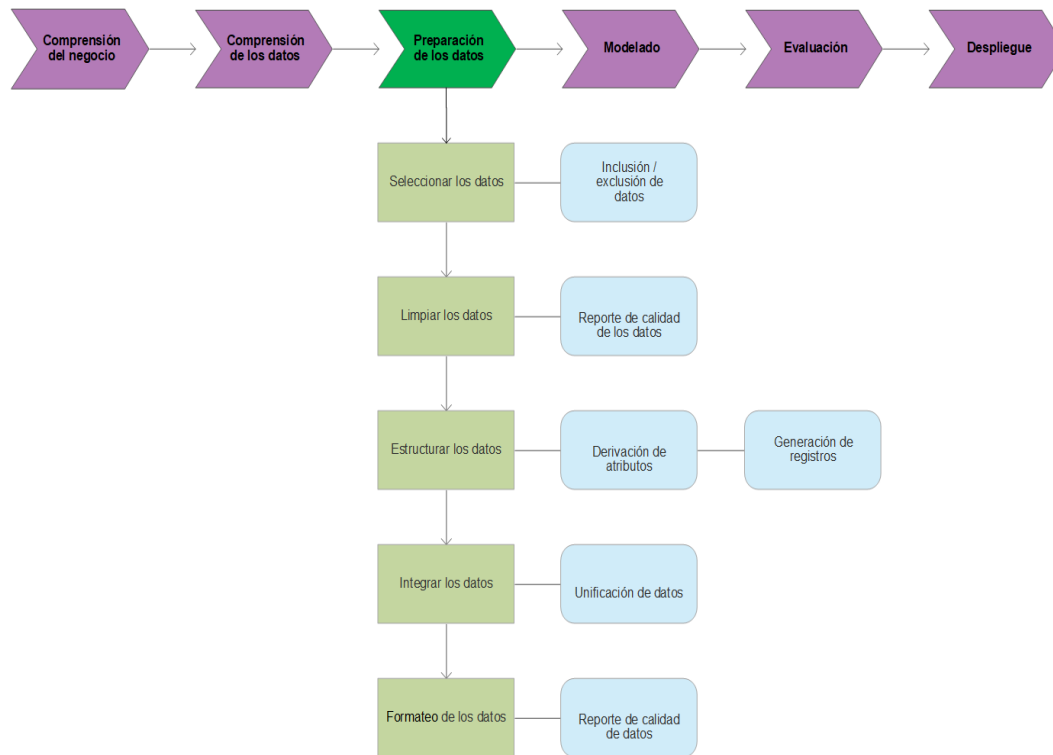 Comprensión
del negocio
Comprensión
de los datos
Preparación
de los datos
Modelado
Evaluación
Despliegue
Seleccionar los datos
Inclusión /
exclusión de
datos
Limpiar los datos
Reporte de calidad
de los datos
Estructurar los datos
Derivación de
atributos
Generación de
registros
Integrar los datos
Unificación de datos
Formateo de los datos
Reporte de calidad
de datos